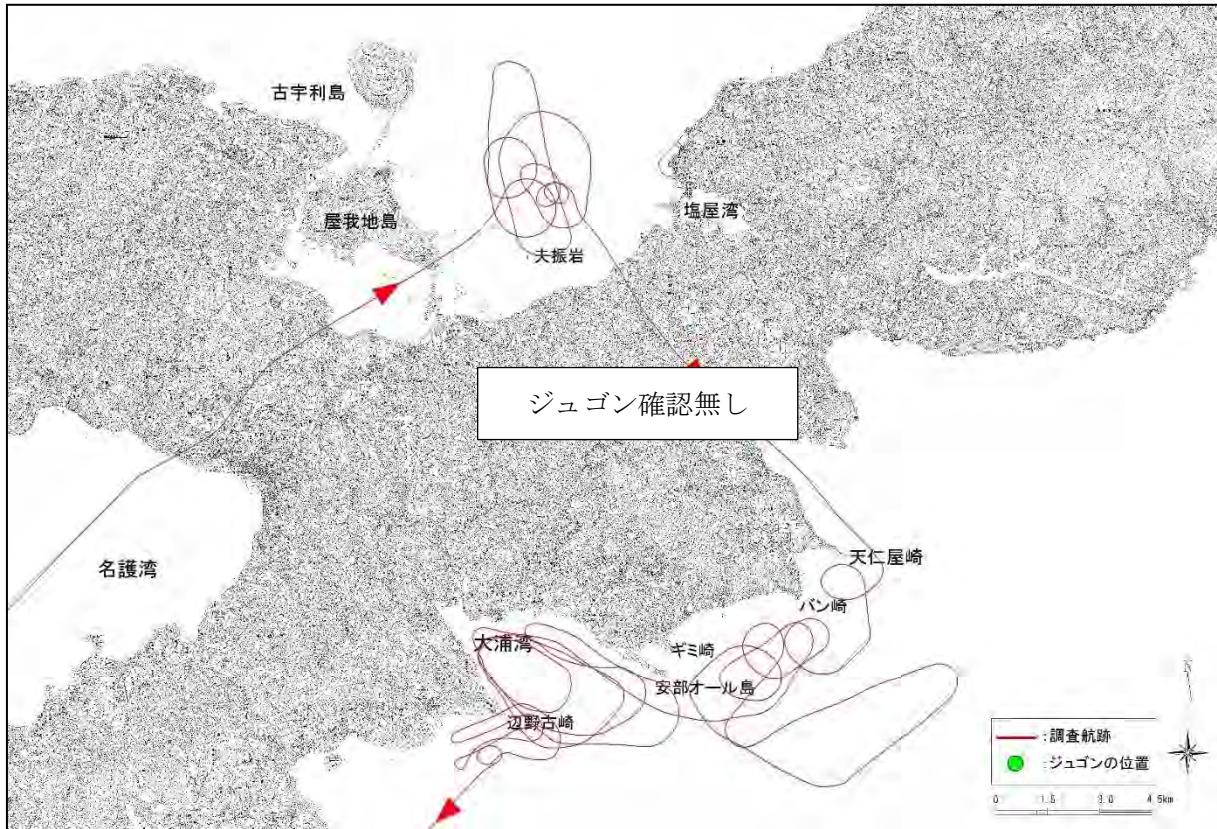 古宇利島
屋我地島
塩屋湾
夫振岩
ジュゴン確認無し
名護湾
天仁屋崎
バン崎
大浦湾
ギミ崎
安部オール島
辺野古崎
N
:調査航跡
:ジュゴンの位置
0 1.5 3.0 4.5km